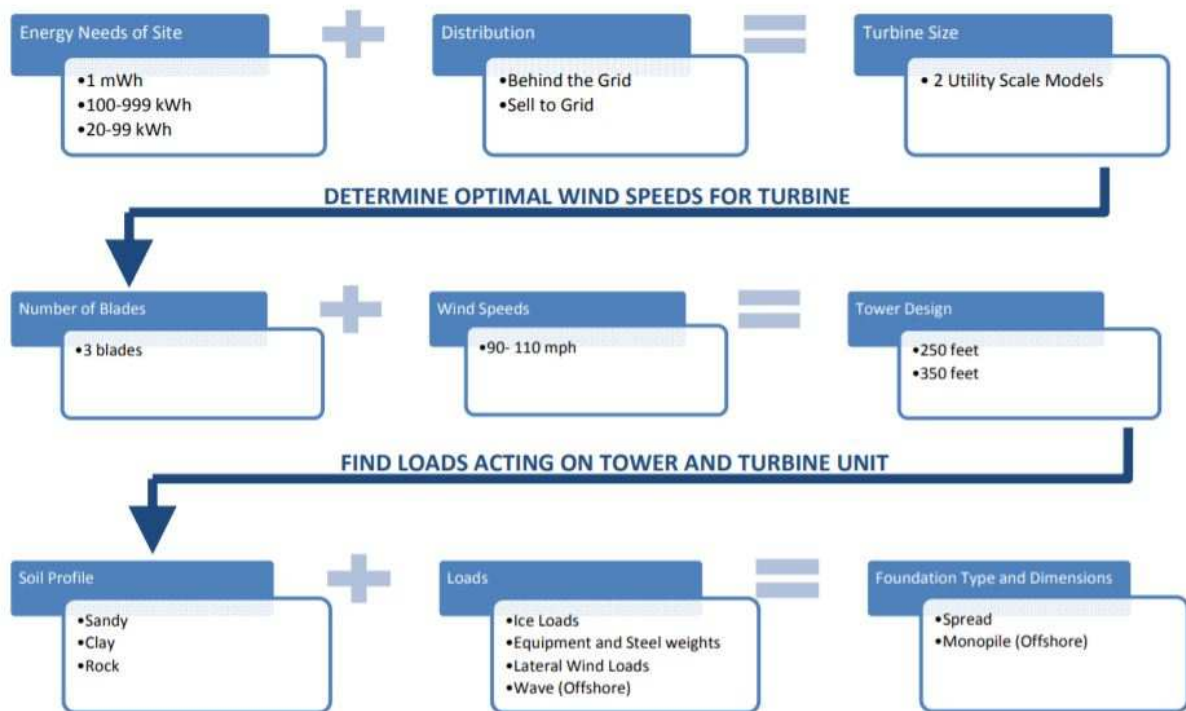 Energy Needs of Site
•1 mWh
•100-999 kWh
•20-99 kWh
Distribution
•Behind the Grid
•Sell to Grid
Turbine Size
• 2 Utility Scale Models
DETERMINE OPTIMAL WIND SPEEDS FOR TURBINE
Number of Blades
•3 blades
Wind Speeds
•90- 110 mph
Tower Design
•250 feet
•350 feet
FIND LOADS ACTING ON TOWER AND TURBINE UNIT
Soil Profile
•Sandy
•Clay
•Rock
Loads
•Ice Loads
•Equipment and Steel weights
•Lateral Wind Loads
•Wave (Offshore)
Foundation Type and Dimensions
•Spread
•Monopile (Offshore)